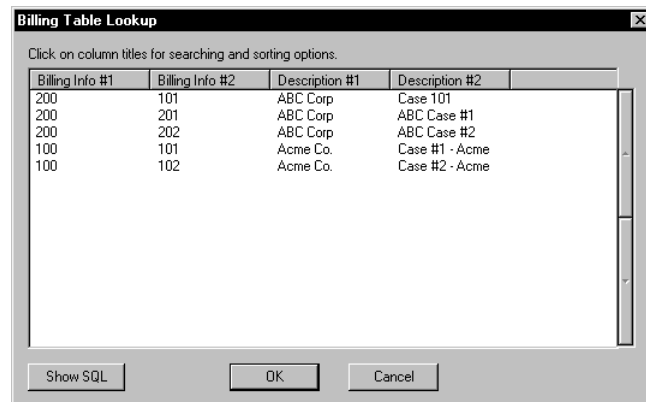 Billing Table Lookup
Click on column titles for searching and sorting options.
Billing Info #1 Billing Info #2 Description #1 Description #2
200 101 ABC Corp Case 101
200 201 ABC Corp ABC Case #1
200 202 ABC Corp ABC Case #2
100 101 Acme Co. Case #1 - Acme
100 102 Acme Co. Case #2 - Acme
Show SQL OK Cancel